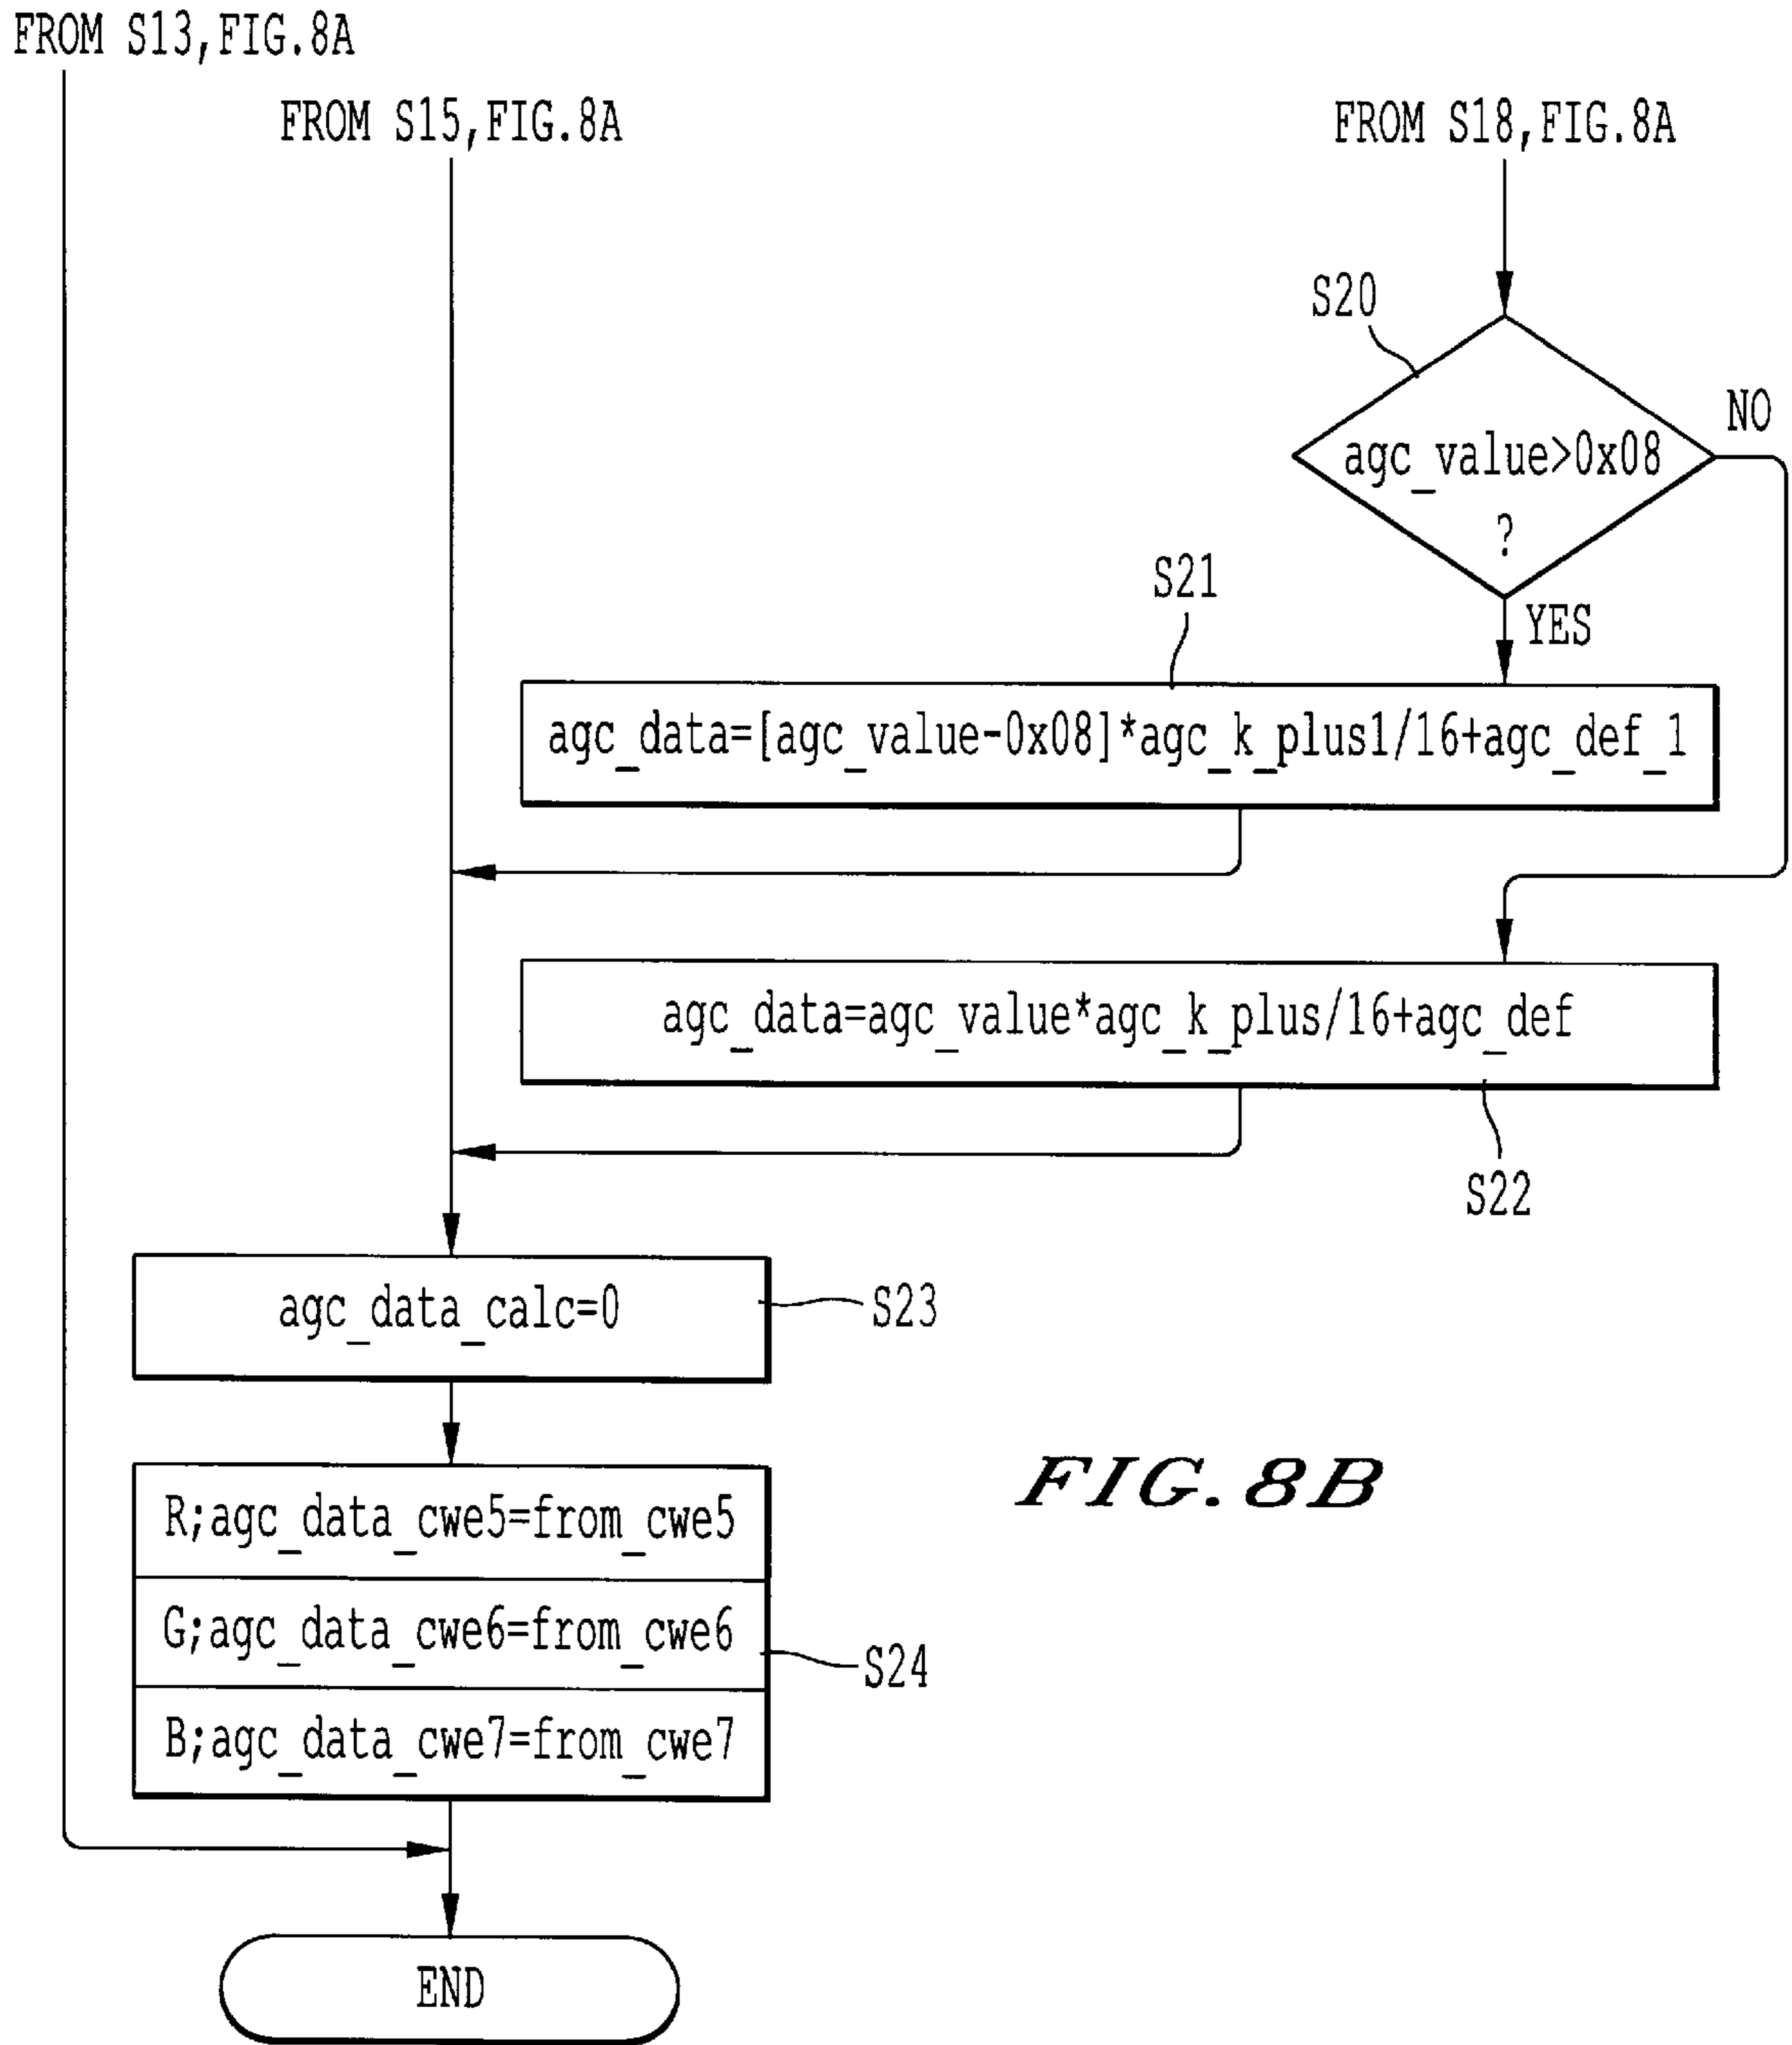 FROM S13,FIG.8A
FROM S15,FIG.8A
FROM S18,FIG.8A
S20
NO
agc_value>0x08
?
S21
YES
agc_data=[agc_value-0x08]*agc_k_plus1/16+agc_def_1
agc_data=agc_value*agc_k_plus/16+agc_def
S22
agc_data_calc=0
S23
R;agc_data_cwe5=from_cwe5
G;agc_data_cwe6=from_cwe6
S24
B;agc_data_cwe7=from_cwe7
FIG.8B
END